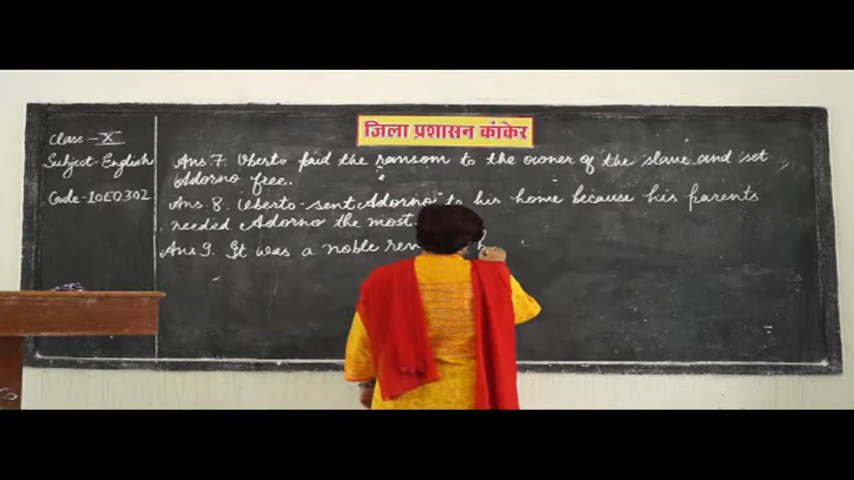 जिला प्रशासन कांकेर
Class - X
Subject - English
Code - 10E0302
Ans. 7. Uberto paid the ransom to the owner of the slave and set
Adorno free.
Ans. 8. Uberto sent Adorno to his home because his parents
needed Adorno the most.
Ans 9. It was a noble